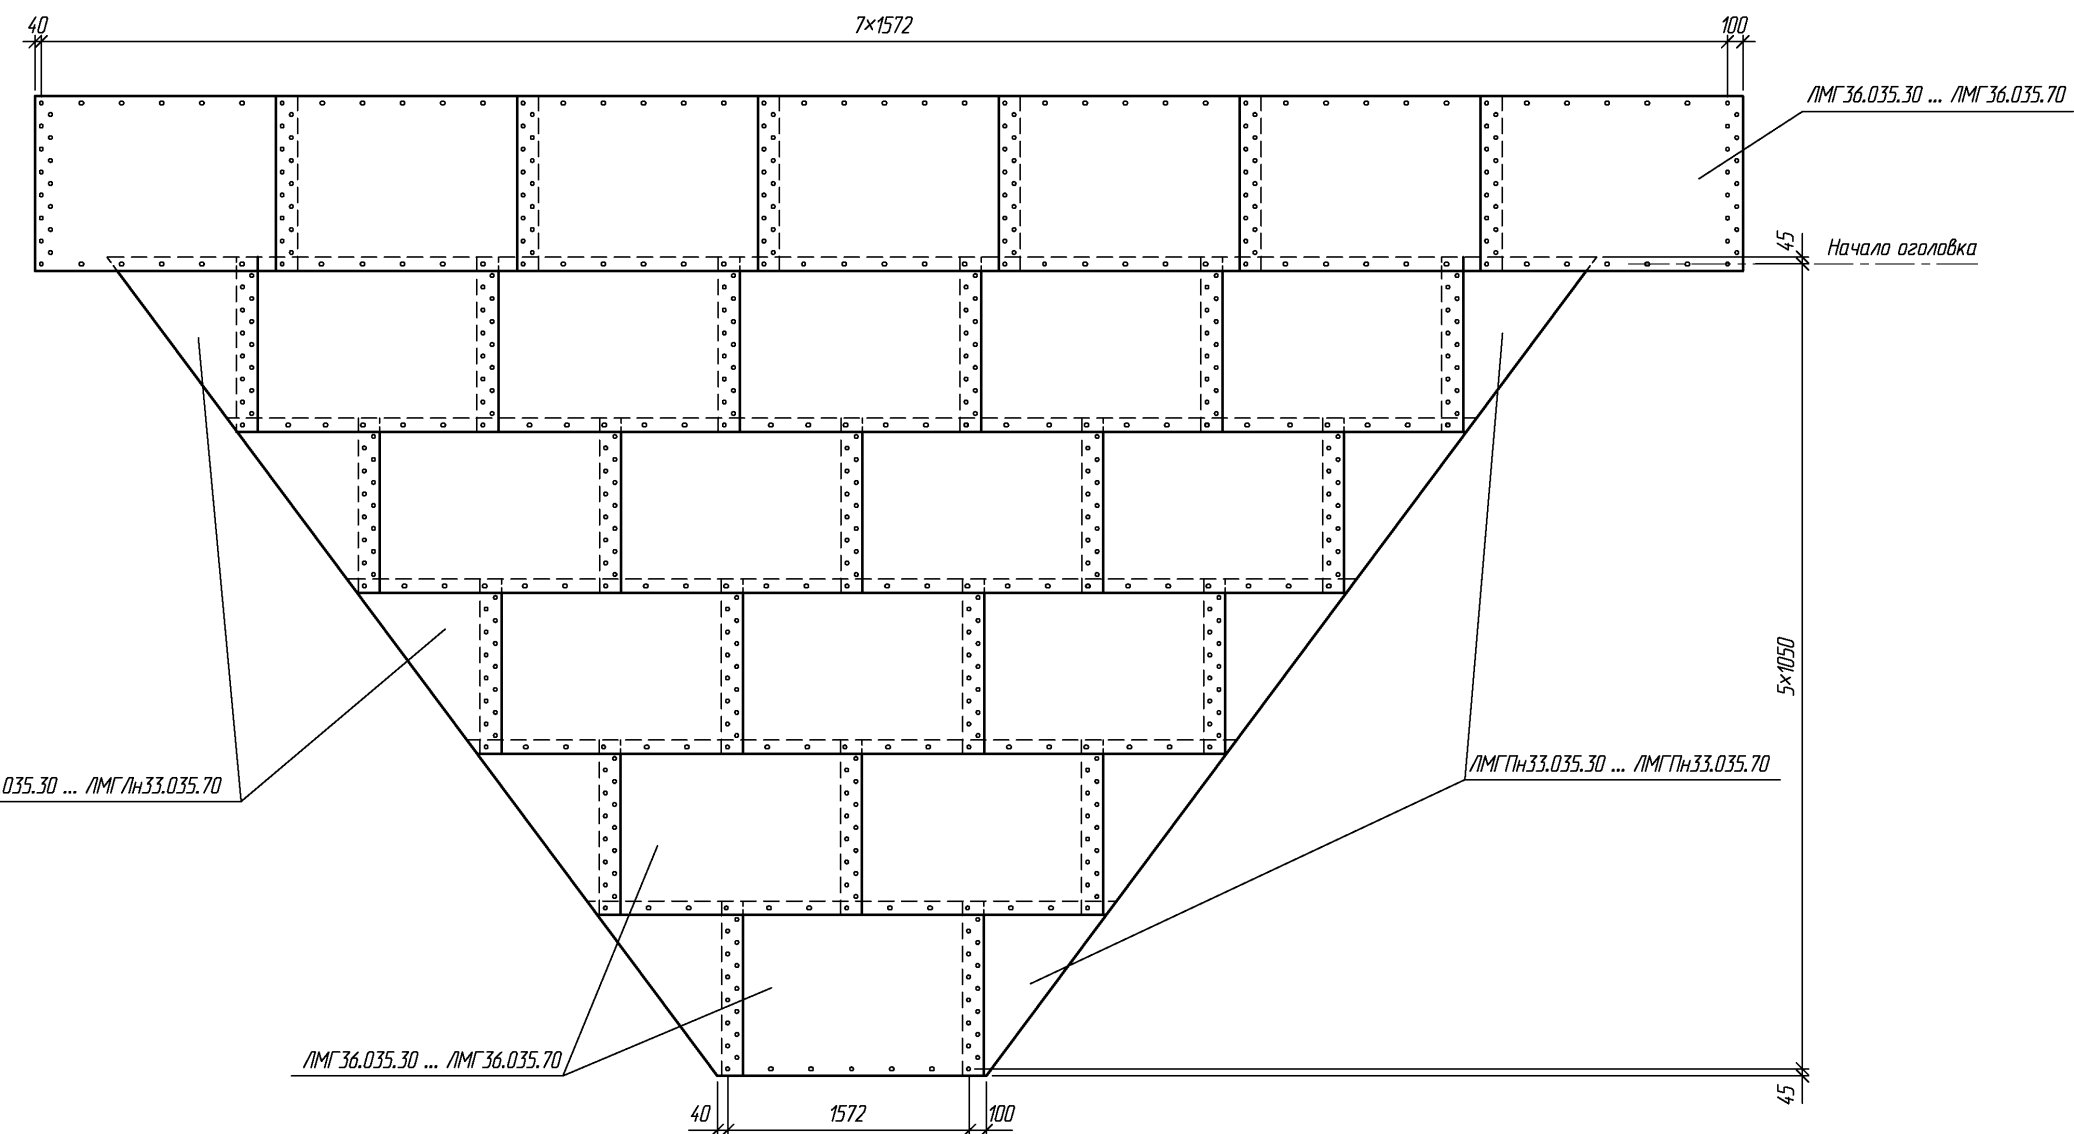 40
7×1572
100
ЛМГ36.035.30 ... ЛМГ36.035.70
45
Начало оголовка
5×1050
035.30 ... ЛМГЛн33.035.70
ЛМГПн33.035.30 ... ЛМГПн33.035.70
ЛМГ36.035.30 ... ЛМГ36.035.70
45
40
1572
100